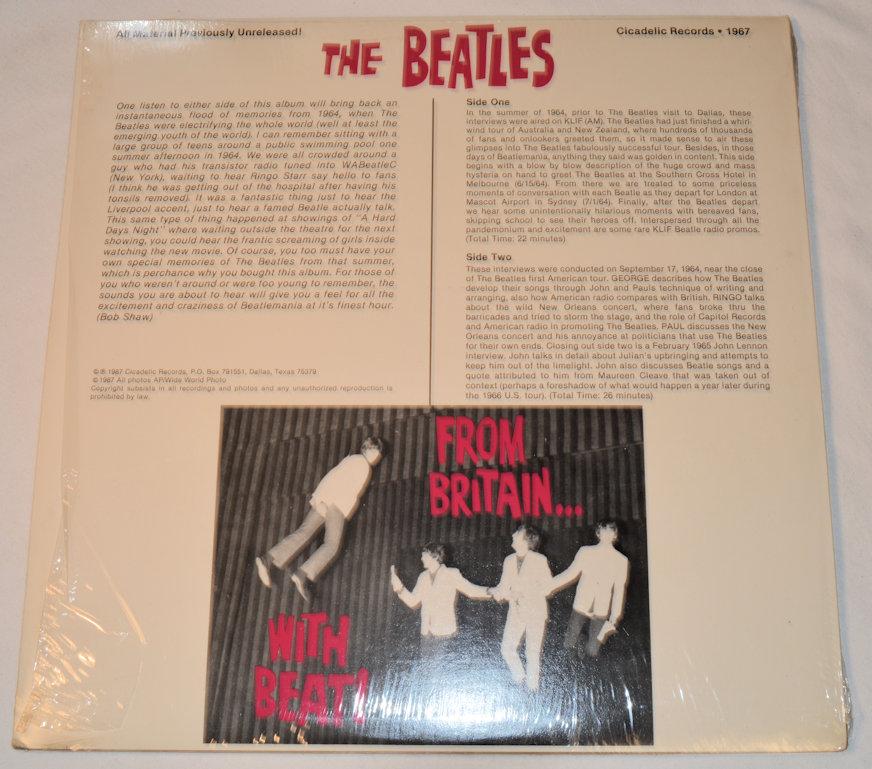 All Material Previously Unreleased!
THE BEATLES
Cicadelic Records • 1967
One listen to either side of this album will bring back an
instantaneous flood of memories from 1964, when The
Beatles were electrifying the whole world (well at least the
emerging youth of the world). I can remember sitting with a
large group of teens around a public swimming pool one
summer afternoon in 1964. We were all crowded around a
guy who had his transistor radio tuned into WABeatleC
(New York), waiting to hear Ringo Starr say hello to fans
(I think he was getting out of the hospital after having his
tonsils removed). It was a fantastic thing just to hear the
Liverpool accent, just to hear a famed Beatle actually talk.
This same type of thing happened at showings of "A Hard
Days Night" where waiting outside the theatre for the next
showing, you could hear the frantic screaming of girls inside
watching the new movie. Of course, you too must have your
own special memories of The Beatles from that summer,
which is perchance why you bought this album. For those of
you who weren't around or were too young to remember, the
sounds you are about to hear will give you a feel for all the
excitement and craziness of Beatlemania at it's finest hour.
(Bob Shaw)
©℗ 1987 Cicadelic Records, P.O. Box 791551, Dallas, Texas 75379
©1987 All photos AP/Wide World Photo
Copyright subsists in all recordings and photos and any unauthorized reproduction is
prohibited by law.
Side One
In the summer of 1964, prior to The Beatles visit to Dallas, these
interviews were aired on KLIF (AM). The Beatles had just finished a whirl-
wind tour of Australia and New Zealand, where hundreds of thousands
of fans and onlookers greeted them, so it made sense to air these
glimpses into The Beatles fabulously successful tour. Besides, in those
days of Beatlemania, anything they said was golden in content. This side
begins with a blow by blow description of the huge crowd and mass
hysteria on hand to greet The Beatles at the Southern Cross Hotel in
Melbourne (6/15/64). From there we are treated to some priceless
moments of conversation with each Beatle as they depart for London at
Mascot Airport in Sydney (7/1/64). Finally, after the Beatles depart
we hear some unintentionally hilarious moments with bereaved fans,
skipping school to see their heroes off. Interspersed through all the
pandemonium and excitement are some rare KLIF Beatle radio promos.
(Total Time: 22 minutes)
Side Two
These interviews were conducted on September 17, 1964, near the close
of The Beatles first American tour. GEORGE describes how The Beatles
develop their songs through John and Pauls technique of writing and
arranging, also how American radio compares with British. RINGO talks
about the wild New Orleans concert, where fans broke thru the
barricades and tried to storm the stage, and the role of Capitol Records
and American radio in promoting The Beatles. PAUL discusses the New
Orleans concert and his annoyance at politicians that use The Beatles
for their own ends. Closing out side two is a February 1965 John Lennon
interview. John talks in detail about Julian's upbringing and attempts to
keep him out of the limelight. John also discusses Beatle songs and a
quote attributed to him from Maureen Cleave that was taken out of
context (perhaps a foreshadow of what would happen a year later during
the 1966 U.S. tour). (Total Time: 26 minutes)
FROM
BRITAIN...
WITH
BEAT!